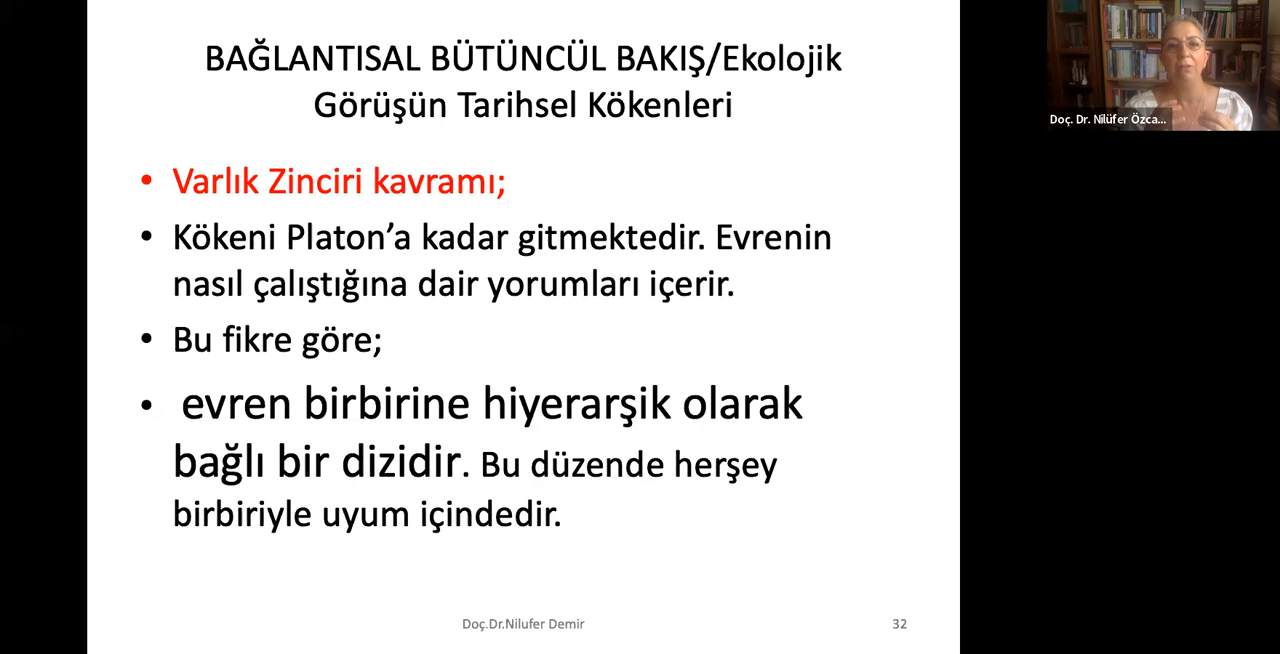 BAĞLANTISAL BÜTÜNCÜL BAKIŞ/Ekolojik
Görüşün Tarihsel Kökenleri
• Varlık Zinciri kavramı;
• Kökeni Platon’a kadar gitmektedir. Evrenin
nasıl çalıştığına dair yorumları içerir.
• Bu fikre göre;
• evren birbirine hiyerarşik olarak
bağlı bir dizidir. Bu düzende herşey
birbiriyle uyum içindedir.
Doç.Dr.Nilufer Demir
32
Doç. Dr. Nilüfer Özca...